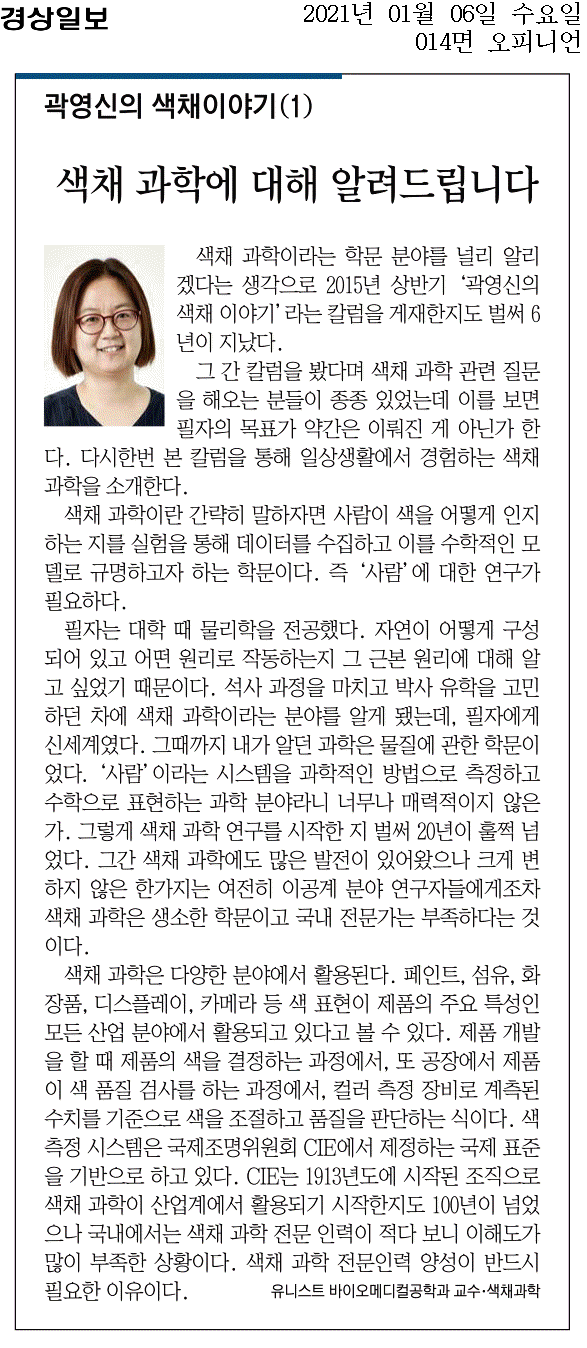 경상일보
2021년 01월 06일 수요일
014면 오피니언
곽영신의 색채이야기(1)
색채 과학에 대해 알려드립니다
색채 과학이라는 학문 분야를 널리 알리
겠다는 생각으로 2015년 상반기 ‘곽영신의
색채 이야기’라는 칼럼을 게재한지도 벌써 6
년이 지났다.
그 간 칼럼을 봤다며 색채 과학 관련 질문
을 해오는 분들이 종종 있었는데 이를 보면
필자의 목표가 약간은 이뤄진 게 아닌가 한
다. 다시한번 본 칼럼을 통해 일상생활에서 경험하는 색채
과학을 소개한다.
색채 과학이란 간략히 말하자면 사람이 색을 어떻게 인지
하는 지를 실험을 통해 데이터를 수집하고 이를 수학적인 모
델로 규명하고자 하는 학문이다. 즉 ‘사람’에 대한 연구가
필요하다.
필자는 대학 때 물리학을 전공했다. 자연이 어떻게 구성
되어 있고 어떤 원리로 작동하는지 그 근본 원리에 대해 알
고 싶었기 때문이다. 석사 과정을 마치고 박사 유학을 고민
하던 차에 색채 과학이라는 분야를 알게 됐는데, 필자에게
신세계였다. 그때까지 내가 알던 과학은 물질에 관한 학문이
었다. ‘사람’이라는 시스템을 과학적인 방법으로 측정하고
수학으로 표현하는 과학 분야라니 너무나 매력적이지 않은
가. 그렇게 색채 과학 연구를 시작한 지 벌써 20년이 훌쩍 넘
었다. 그간 색채 과학에도 많은 발전이 있어왔으나 크게 변
하지 않은 한가지는 여전히 이공계 분야 연구자들에게조차
색채 과학은 생소한 학문이고 국내 전문가는 부족하다는 것
이다.
색채 과학은 다양한 분야에서 활용된다. 페인트, 섬유, 화
장품, 디스플레이, 카메라 등 색 표현이 제품의 주요 특성인
모든 산업 분야에서 활용되고 있다고 볼 수 있다. 제품 개발
을 할 때 제품의 색을 결정하는 과정에서, 또 공장에서 제품
이 색 품질 검사를 하는 과정에서, 컬러 측정 장비로 계측된
수치를 기준으로 색을 조절하고 품질을 판단하는 식이다. 색
측정 시스템은 국제조명위원회 CIE에서 제정하는 국제 표준
을 기반으로 하고 있다. CIE는 1913년도에 시작된 조직으로
색채 과학이 산업계에서 활용되기 시작한지도 100년이 넘었
으나 국내에서는 색채 과학 전문 인력이 적다 보니 이해도가
많이 부족한 상황이다. 색채 과학 전문인력 양성이 반드시
필요한 이유이다. 유니스트 바이오메디컬공학과 교수·색채과학